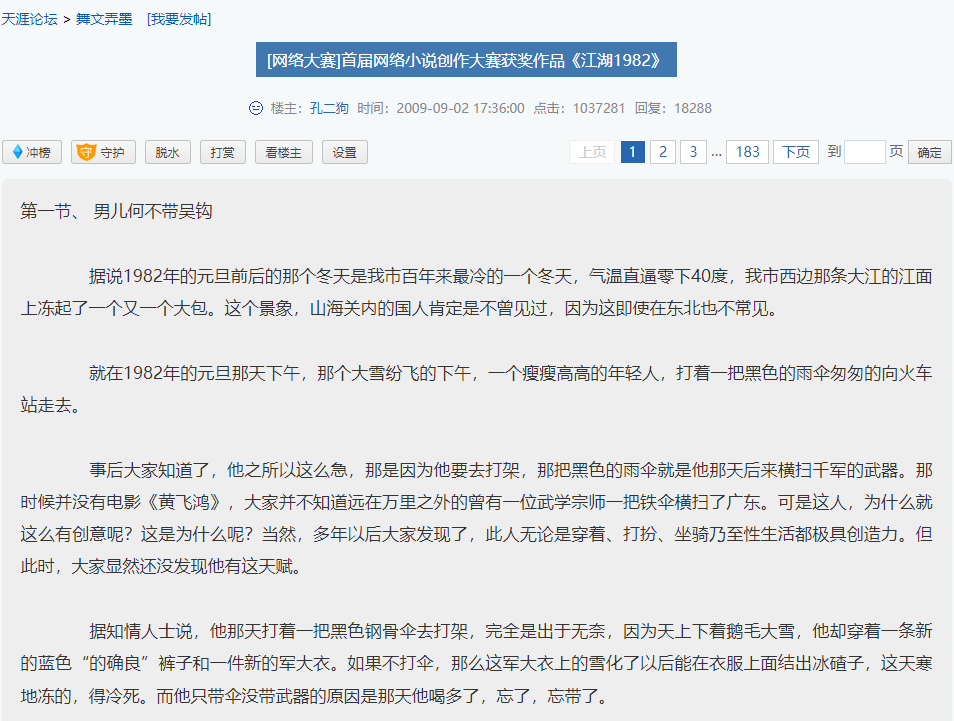 天涯论坛 > 舞文弄墨 [我要发帖]
[网络大赛]首届网络小说创作大赛获奖作品《江湖1982》
楼主：孔二狗 时间：2009-09-02 17:36:00 点击：1037281 回复：18288
冲榜 守 守护 脱水 打赏 看楼主 设置 上页 1 2 3 ... 183 下页 到 页 确定
第一节、 男儿何不带吴钩
据说1982年的元旦前后的那个冬天是我市百年来最冷的一个冬天，气温直逼零下40度，我市西边那条大江的江面
上冻起了一个又一个大包。这个景象，山海关内的国人肯定是不曾见过，因为这即使在东北也不常见。
就在1982年的元旦那天下午，那个大雪纷飞的下午，一个瘦瘦高高的年轻人，打着一把黑色的雨伞匆匆的向火车
站走去。
事后大家知道了，他之所以这么急，那是因为他要去打架，那把黑色的雨伞就是他那天后来横扫千军的武器。那
时候并没有电影《黄飞鸿》，大家并不知道远在万里之外的曾有一位武学宗师一把铁伞横扫了广东。可是这人，为什么就
这么有创意呢？这是为什么呢？当然，多年以后大家发现了，此人无论是穿着、打扮、坐骑乃至性生活都极具创造力。但
此时，大家显然还没发现他有这天赋。
据知情人士说，他那天打着一把黑色钢骨伞去打架，完全是出于无奈，因为天上下着鹅毛大雪，他却穿着一条新
的蓝色“的确良”裤子和一件新的军大衣。如果不打伞，那么这军大衣上的雪化了以后能在衣服上面结出冰碴子，这天寒
地冻的，得冷死。而他只带伞没带武器的原因是那天他喝多了，忘了，忘带了。